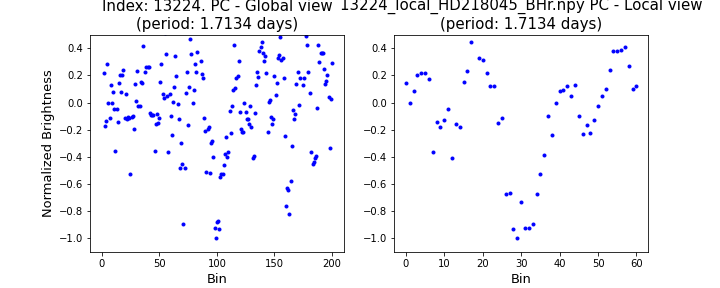 Index: 13224. PC - Global view
(period: 1.7134 days)
13224_local_HD218045_BHr.npy PC - Local view
(period: 1.7134 days)
Normalized Brightness
0.4
0.2
0.0
−0.2
−0.4
−0.6
−0.8
−1.0
0 50 100 150 200
Bin
0.4
0.2
0.0
−0.2
−0.4
−0.6
−0.8
−1.0
0 10 20 30 40 50 60
Bin